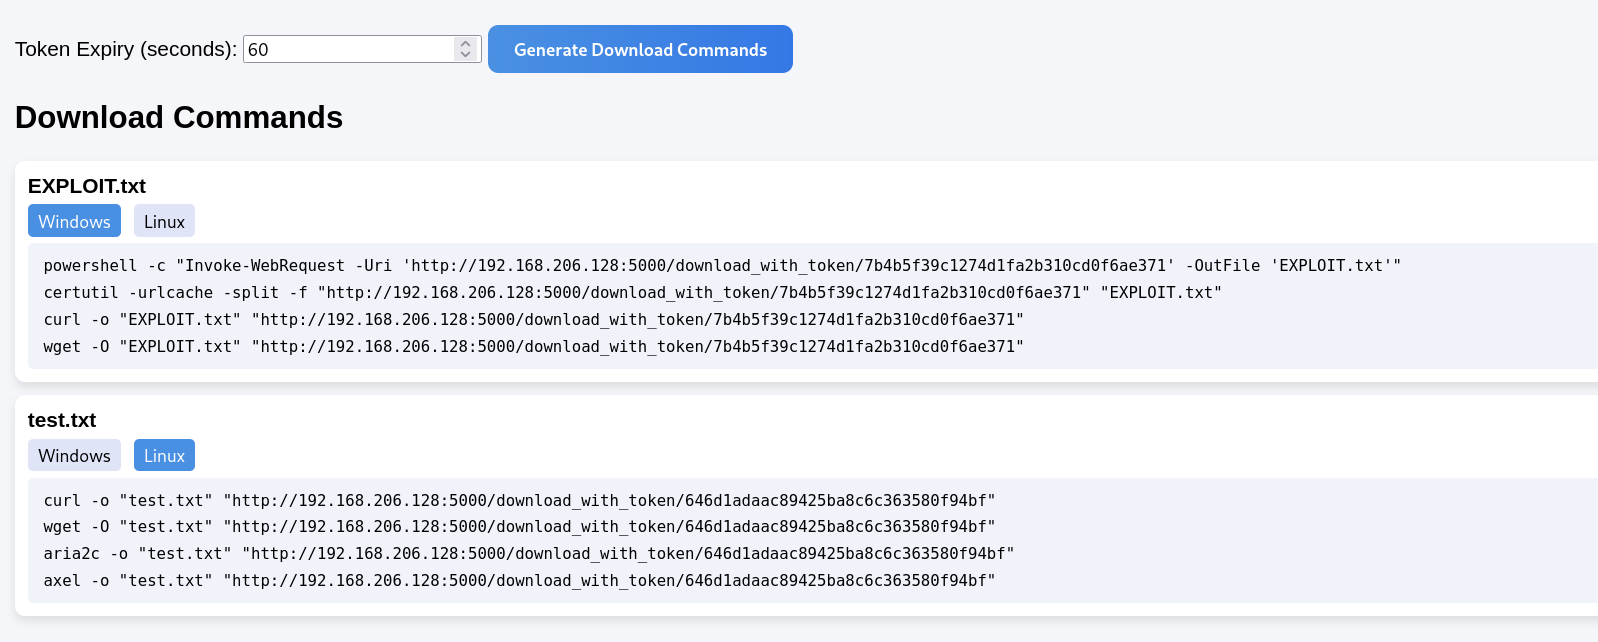 Token Expiry (seconds): 60 Generate Download Commands
Download Commands
EXPLOIT.txt
Windows Linux
powershell -c "Invoke-WebRequest -Uri 'http://192.168.206.128:5000/download_with_token/7b4b5f39c1274d1fa2b310cd0f6ae371' -OutFile 'EXPLOIT.txt'"
certutil -urlcache -split -f "http://192.168.206.128:5000/download_with_token/7b4b5f39c1274d1fa2b310cd0f6ae371" "EXPLOIT.txt"
curl -o "EXPLOIT.txt" "http://192.168.206.128:5000/download_with_token/7b4b5f39c1274d1fa2b310cd0f6ae371"
wget -O "EXPLOIT.txt" "http://192.168.206.128:5000/download_with_token/7b4b5f39c1274d1fa2b310cd0f6ae371"
test.txt
Windows Linux
curl -o "test.txt" "http://192.168.206.128:5000/download_with_token/646d1adaac89425ba8c6c363580f94bf"
wget -O "test.txt" "http://192.168.206.128:5000/download_with_token/646d1adaac89425ba8c6c363580f94bf"
aria2c -o "test.txt" "http://192.168.206.128:5000/download_with_token/646d1adaac89425ba8c6c363580f94bf"
axel -o "test.txt" "http://192.168.206.128:5000/download_with_token/646d1adaac89425ba8c6c363580f94bf"